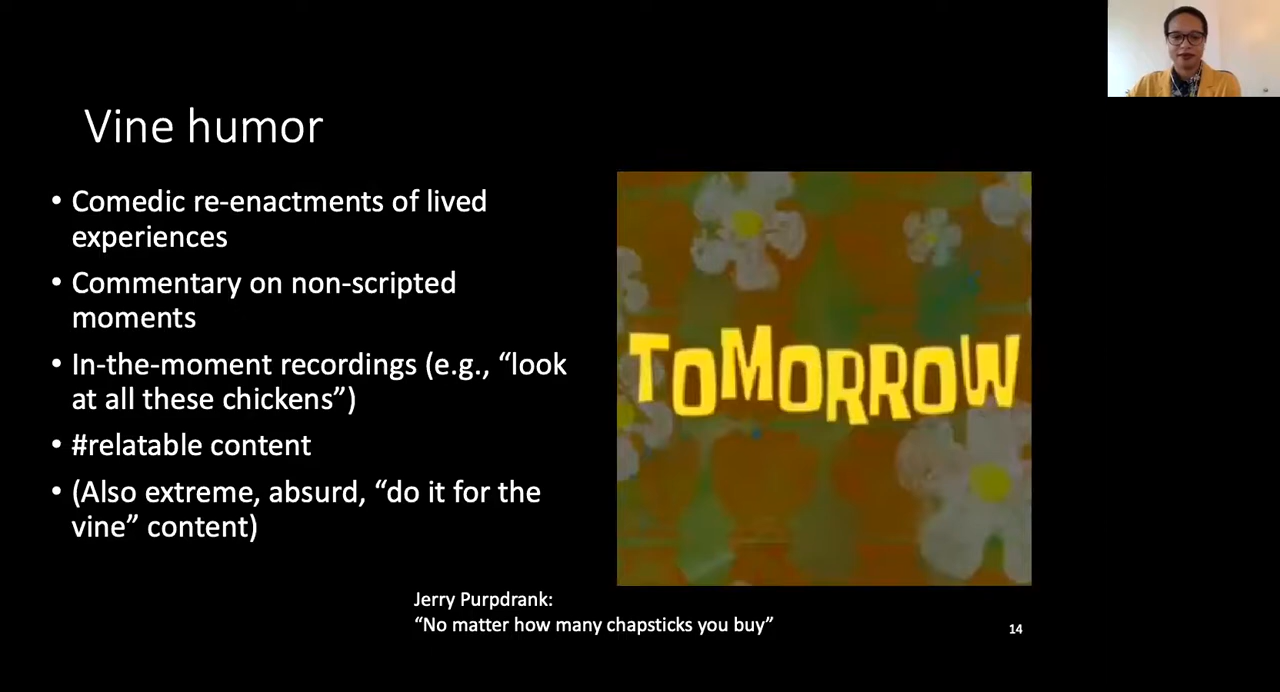 Vine humor
• Comedic re-enactments of lived
experiences
• Commentary on non-scripted
moments
• In-the-moment recordings (e.g., “look
at all these chickens”)
• #relatable content
• (Also extreme, absurd, “do it for the
vine” content)
TOMORROW
Jerry Purpdrank:
“No matter how many chapsticks you buy”
14